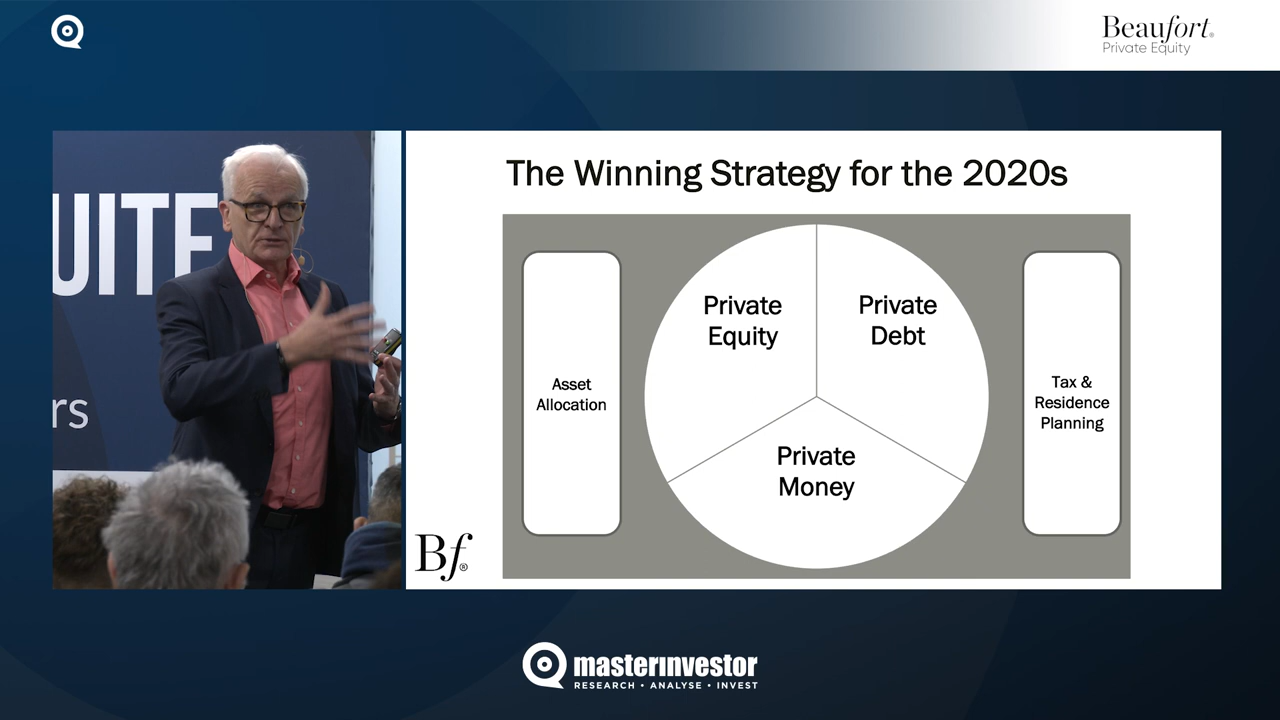 Beaufort®
Private Equity
UITE
rs
The Winning Strategy for the 2020s
Asset
Allocation
Private
Equity
Private
Debt
Private
Money
Tax &
Residence
Planning
Bf®
masterinvestor
RESEARCH • ANALYSE • INVEST